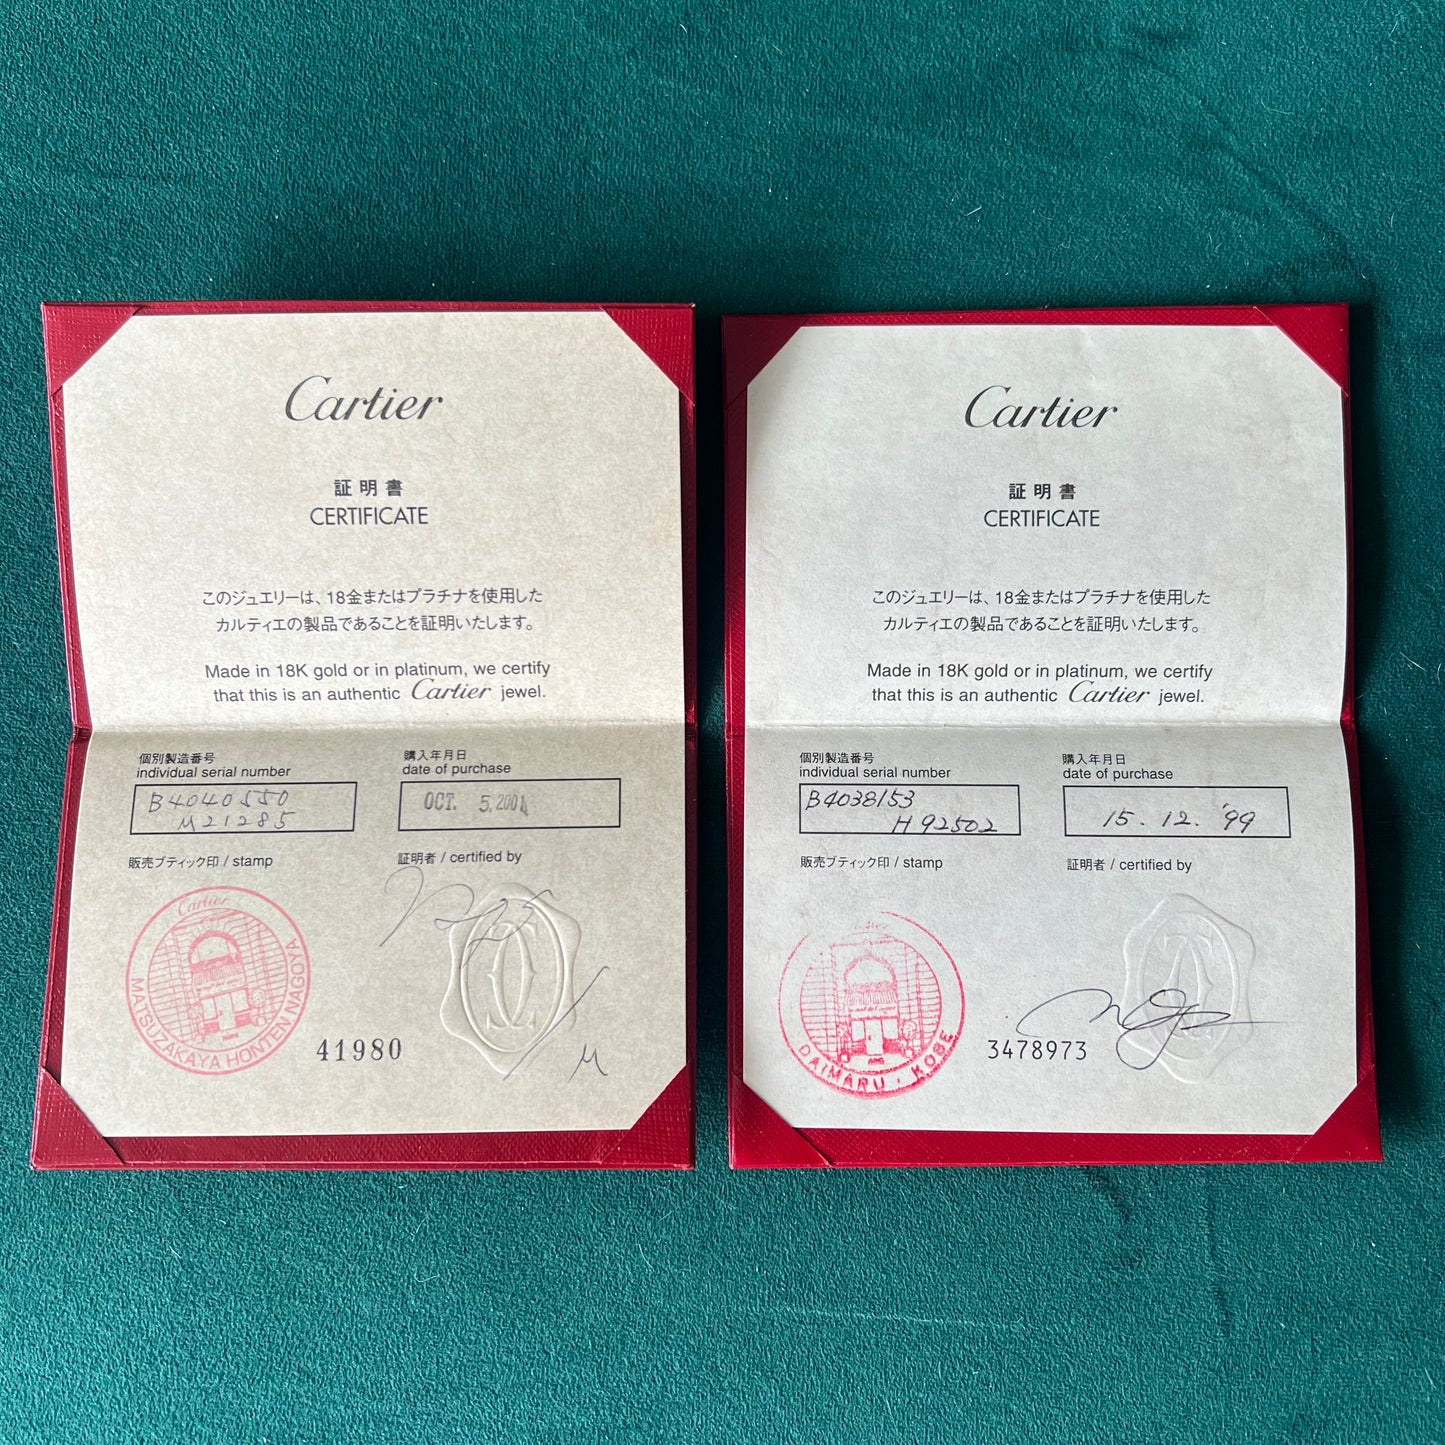 Cartier
証明書
CERTIFICATE
このジュエリーは、18金またはプラチナを使用した
カルティエの製品であることを証明いたします。
Made in 18K gold or in platinum, we certify
that this is an authentic Cartier jewel.
個別製造番号
individual serial number
B4040550
M21285
購入年月日
date of purchase
OCT. 5.2001
販売ブティック印 / stamp
証明者 / certified by
Cartier
MATSUZAKAYA HONTEN NAGOYA
41980
Cartier
証明書
CERTIFICATE
このジュエリーは、18金またはプラチナを使用した
カルティエの製品であることを証明いたします。
Made in 18K gold or in platinum, we certify
that this is an authentic Cartier jewel.
個別製造番号
individual serial number
B4038153
H92502
購入年月日
date of purchase
15. 12. '99
販売ブティック印 / stamp
証明者 / certified by
DAIMARU · KOBE
3478973